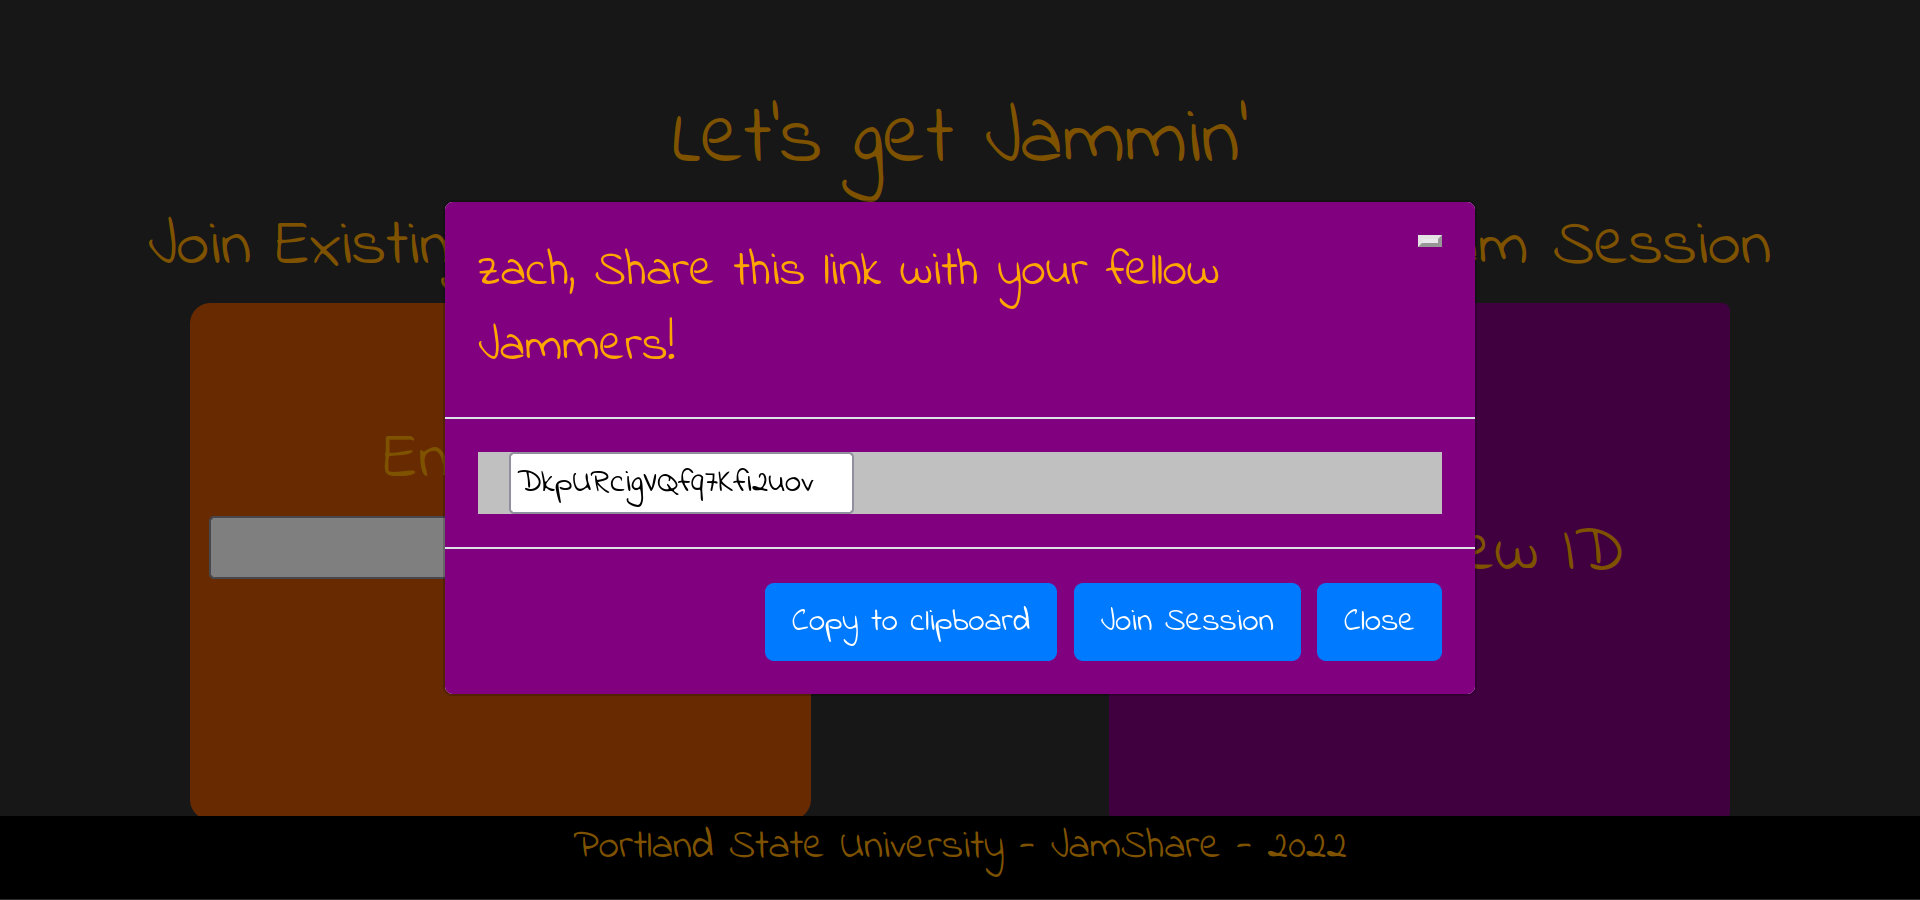 Let's get Jammin'
Join Existin
m Session
zach, Share this link with your fellow
Jammers!
En
DkpURcigVQfq7Kfi2uov
ew ID
Copy to clipboard
Join Session
Close
Portland State University - JamShare - 2022